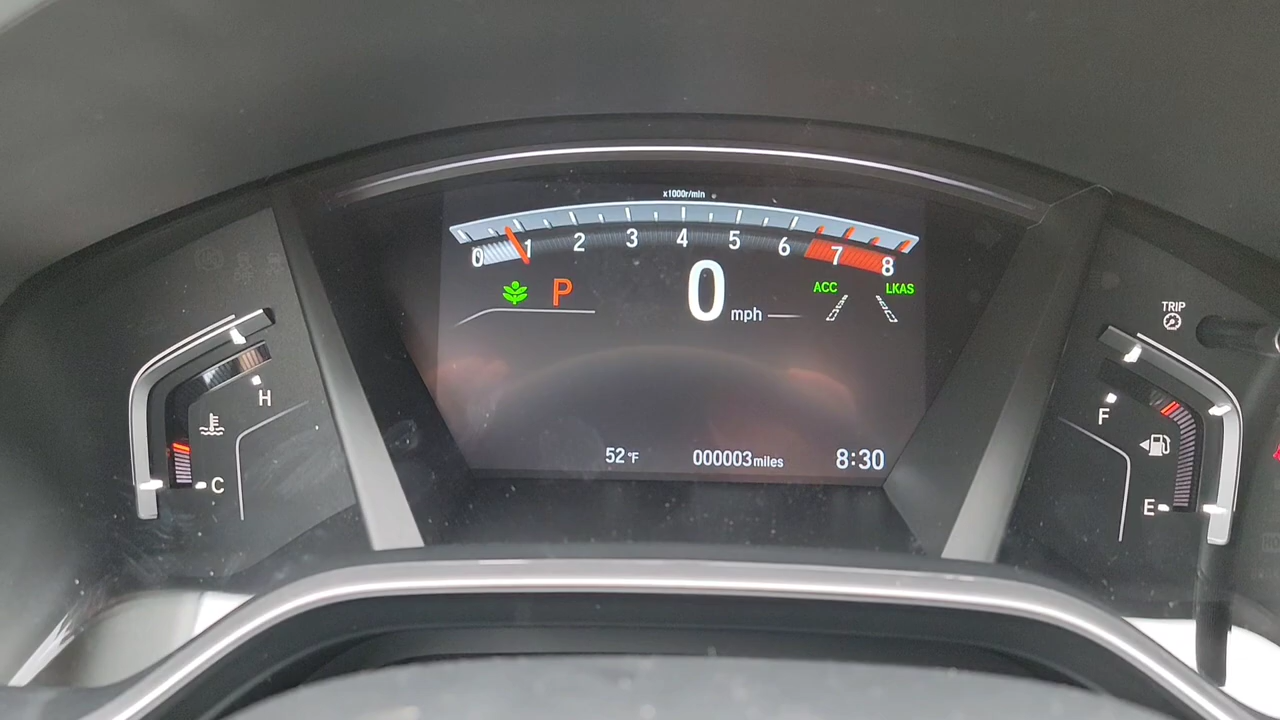 x1000r/min
0 1 2 3 4 5 6 7 8
P
0 mph
ACC
LKAS
H
C
TRIP
F
E
52 °F
000003 miles
8:30